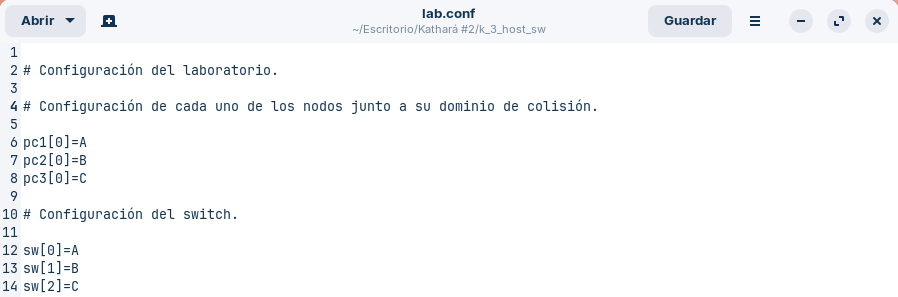 Abrir
lab.conf
~/Escritorio/Kathará #2/k_3_host_sw
Guardar
1
2 # Configuración del laboratorio.
3
4 # Configuración de cada uno de los nodos junto a su dominio de colisión.
5
6 pc1[0]=A
7 pc2[0]=B
8 pc3[0]=C
9
10 # Configuración del switch.
11
12 sw[0]=A
13 sw[1]=B
14 sw[2]=C